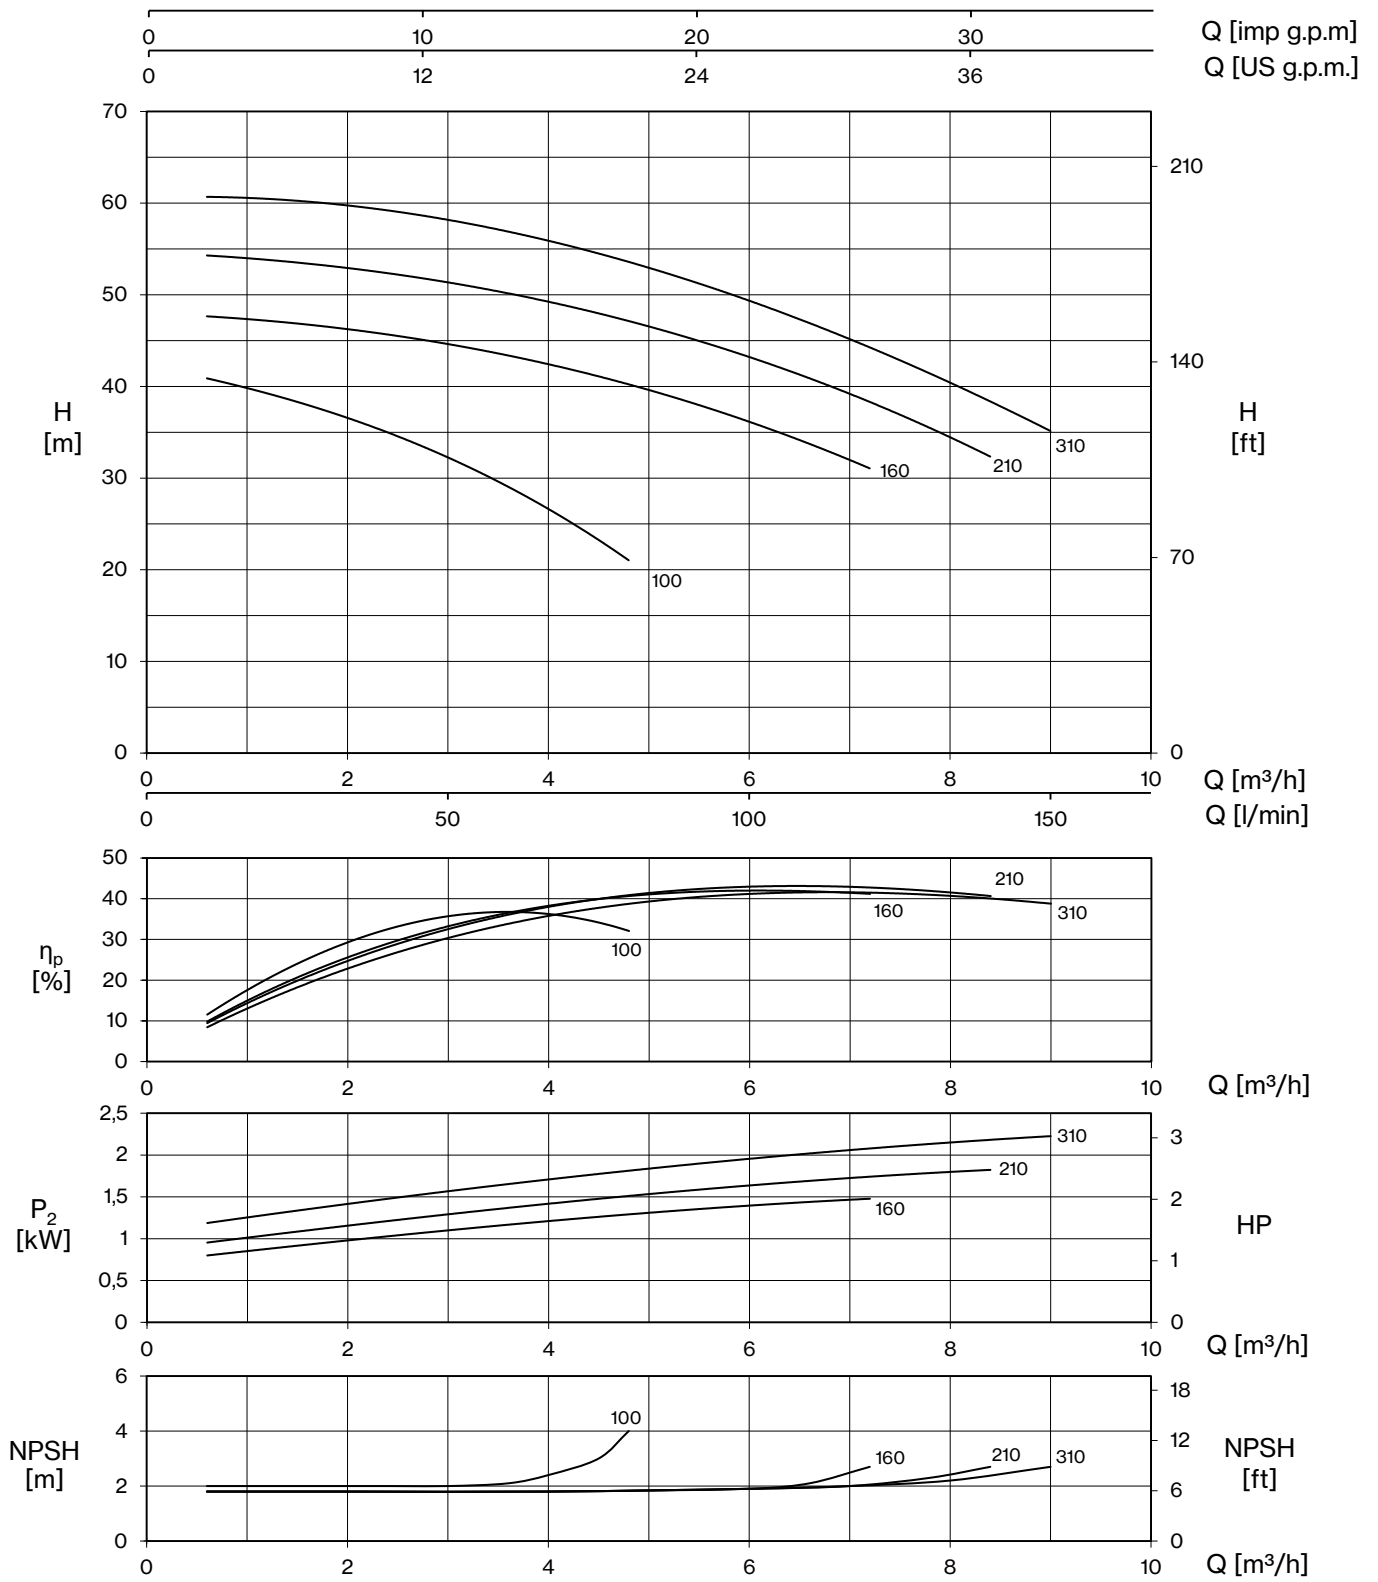 0 10 20 30 Q [imp g.p.m]
0 12 24 36 Q [US g.p.m.]
70
210
60
50
140
40
H
[m]
H
[ft]
310
210
160
30
70
20
100
10
0 0
0 2 4 6 8 10 Q [m³/h]
0 50 100 150 Q [l/min]
50
210
40
160 310
100
30
ηp
[%]
20
10
0
0 2 4 6 8 10 Q [m³/h]
2,5
310 3
2
210
1,5 2
160
P2
[kW]
HP
1
1
0,5
0 0
0 2 4 6 8 10 Q [m³/h]
6
18
100
4
12
160 210 310
NPSH
[m]
NPSH
[ft]
2 6
0 0
0 2 4 6 8 10 Q [m³/h]